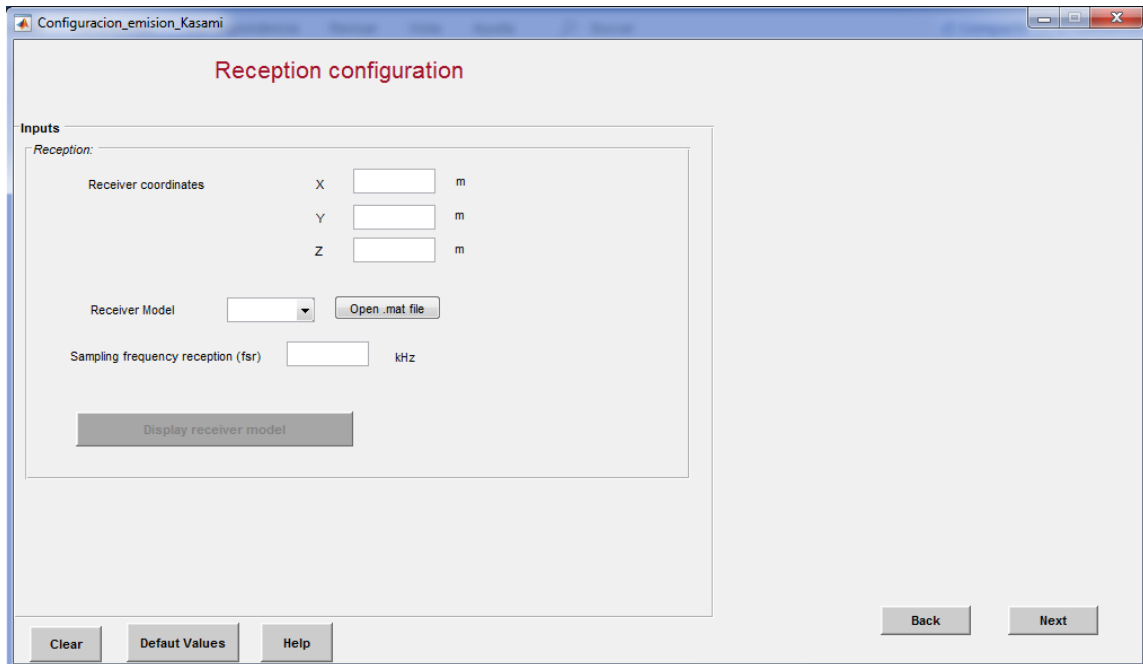 Configuracion_emision_Kasami
Reception configuration
Inputs
Reception:
Receiver coordinates X m
Y m
Z m
Receiver Model Open .mat file
Sampling frequency reception (fsr) kHz
Display receiver model
Back Next
Clear Defaut Values Help